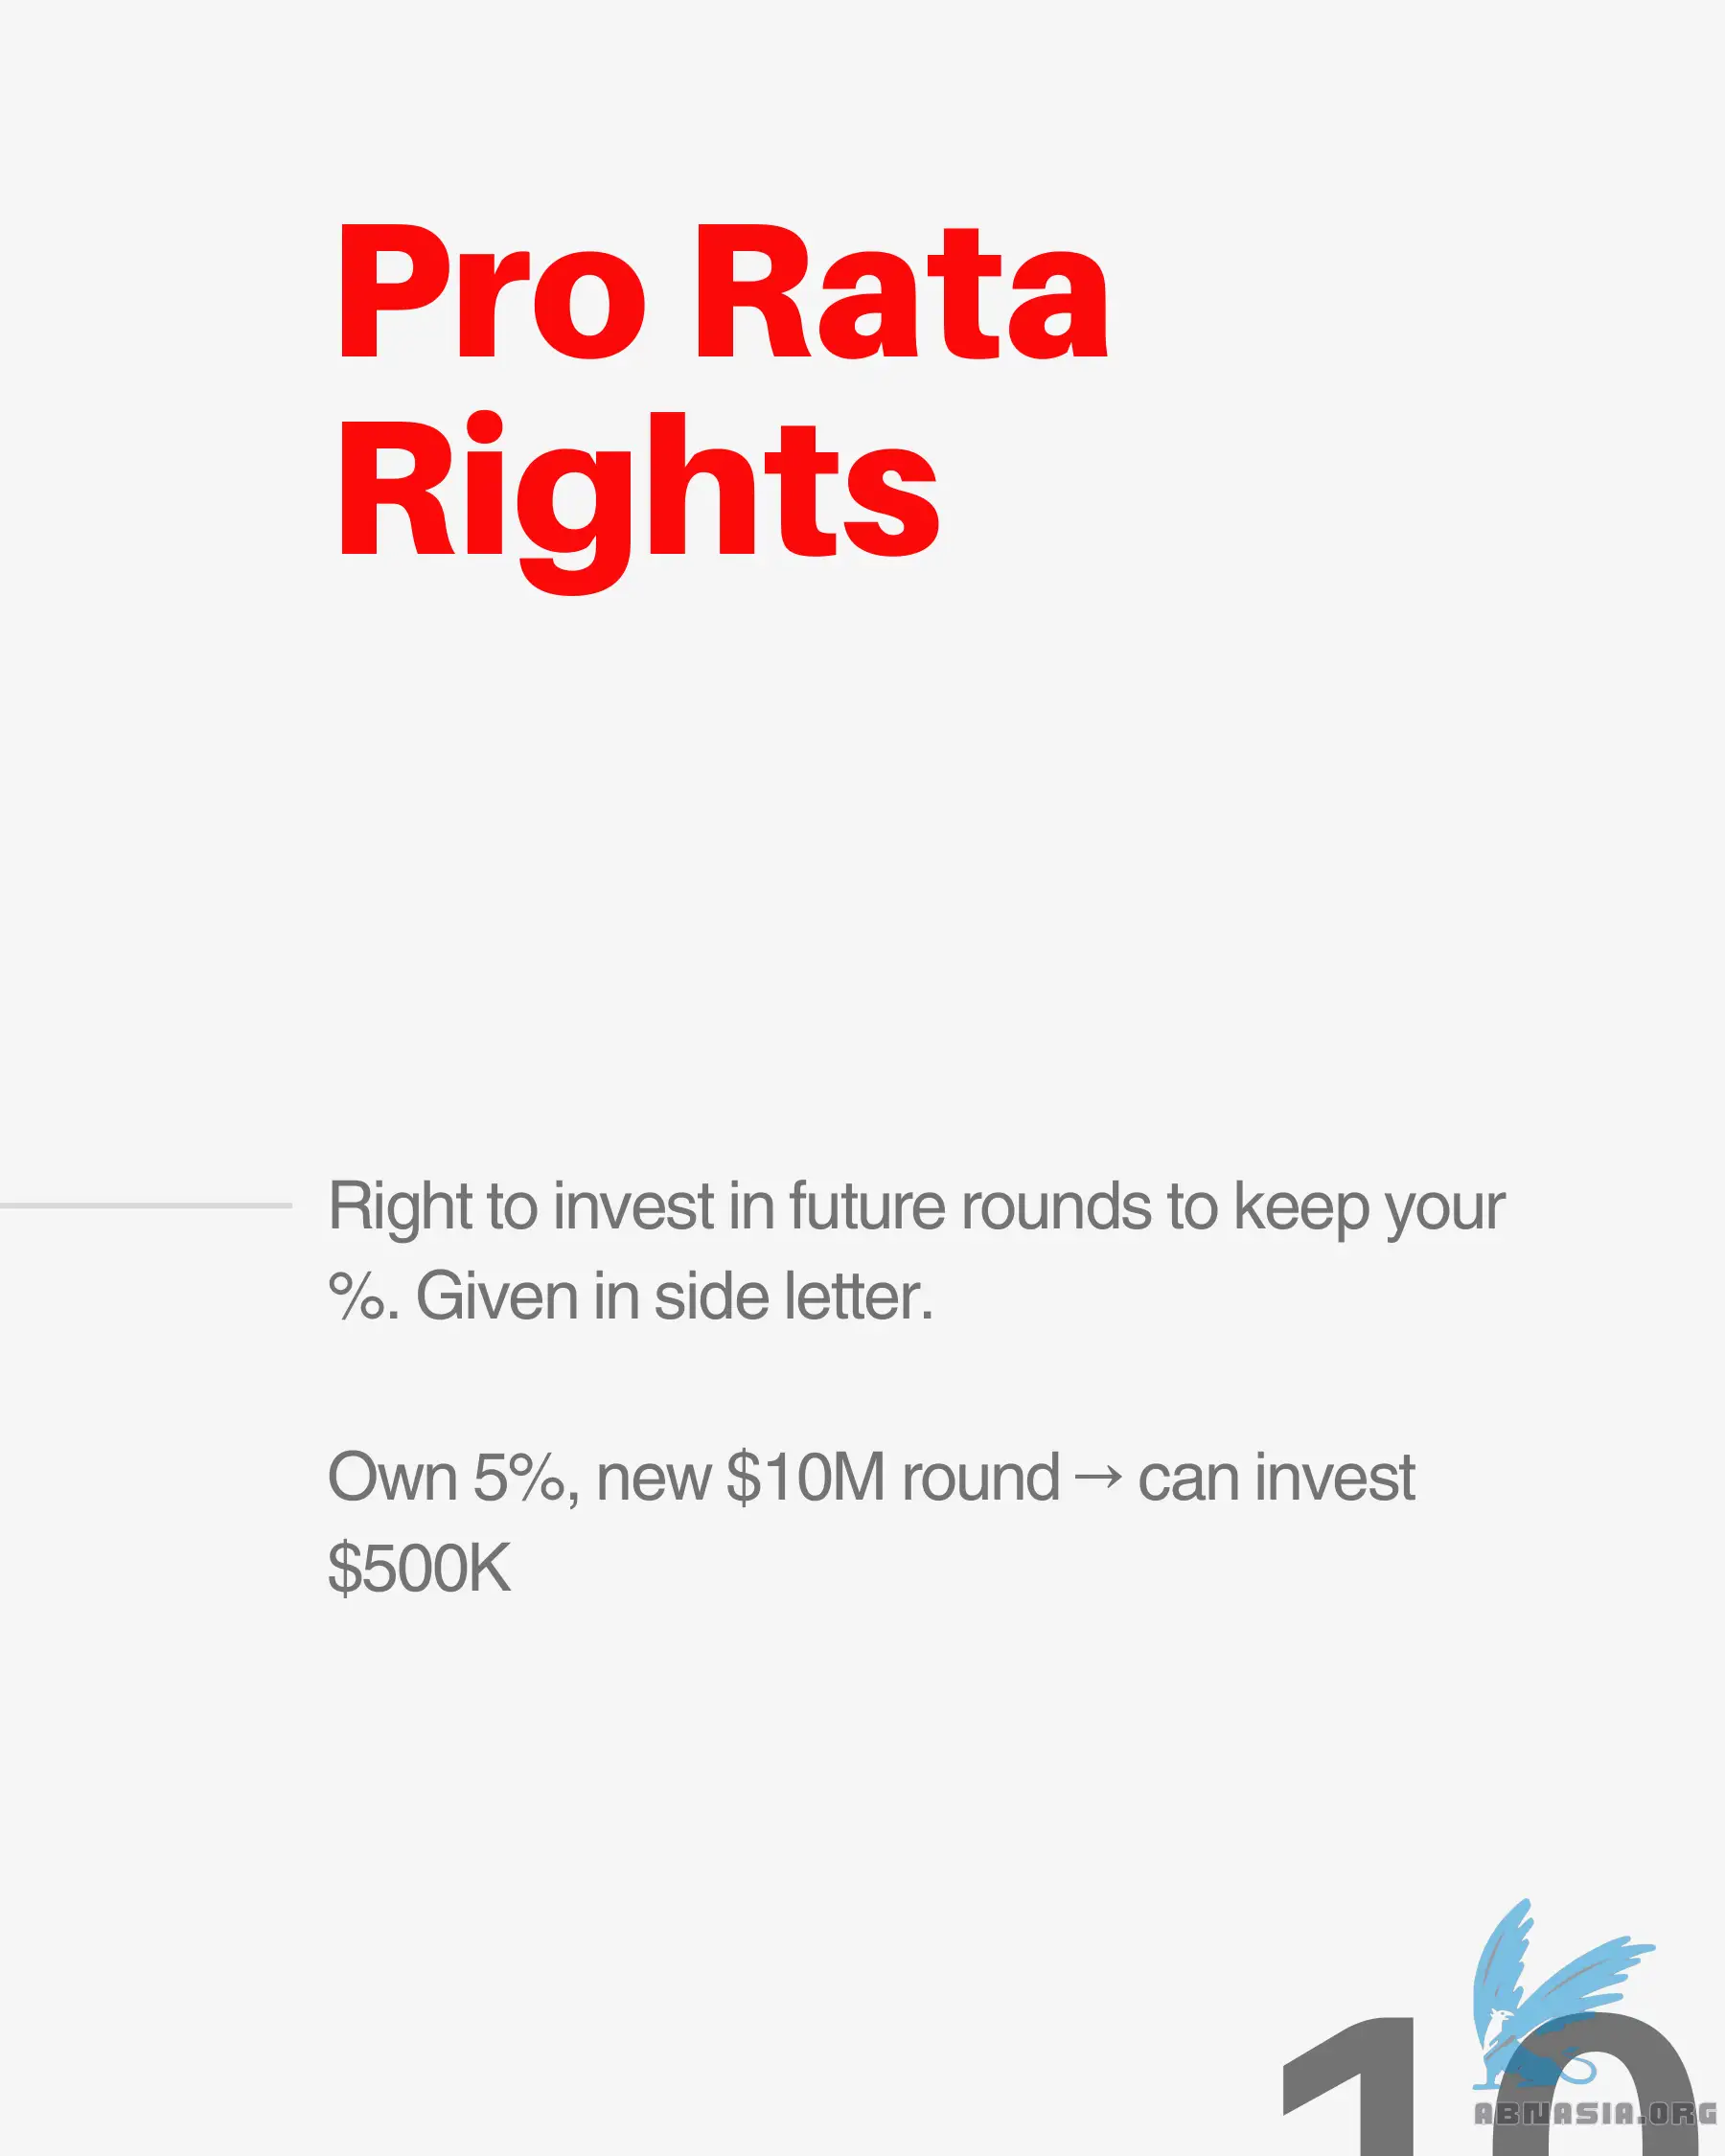 Pro Rata
Rights
Right to invest in future rounds to keep your
%. Given in side letter.
Own 5%, new $10M round → can invest
$500K
10
ABNASIA.ORG